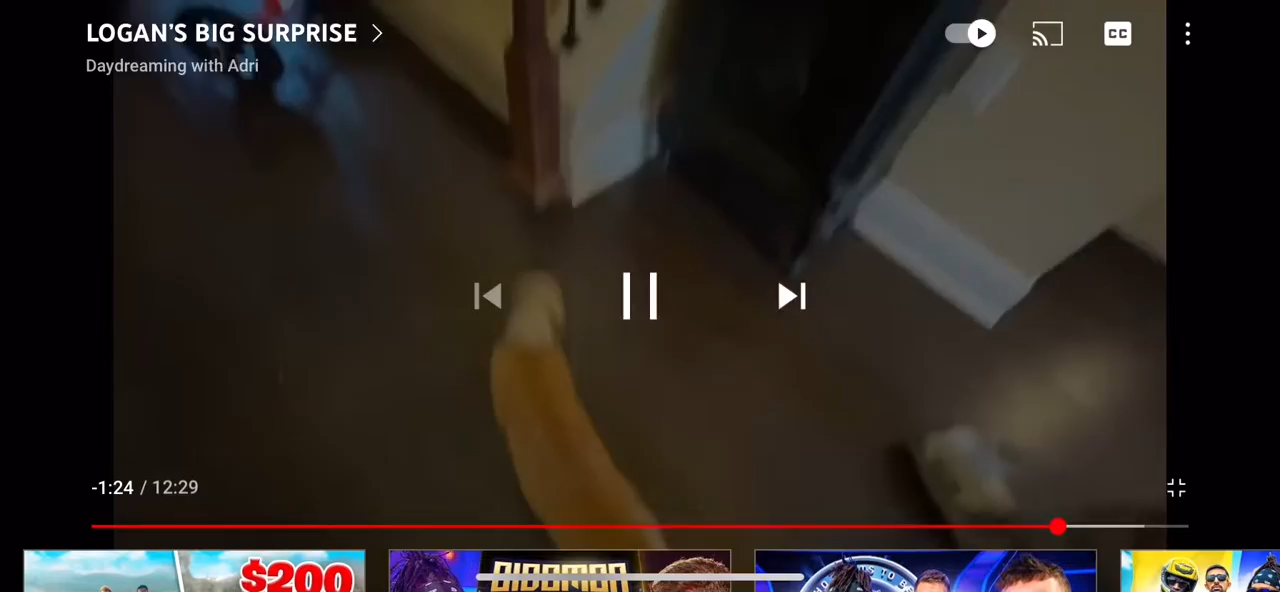 LOGAN'S BIG SURPRISE
Daydreaming with Adri
CC
-1:24 / 12:29
$200